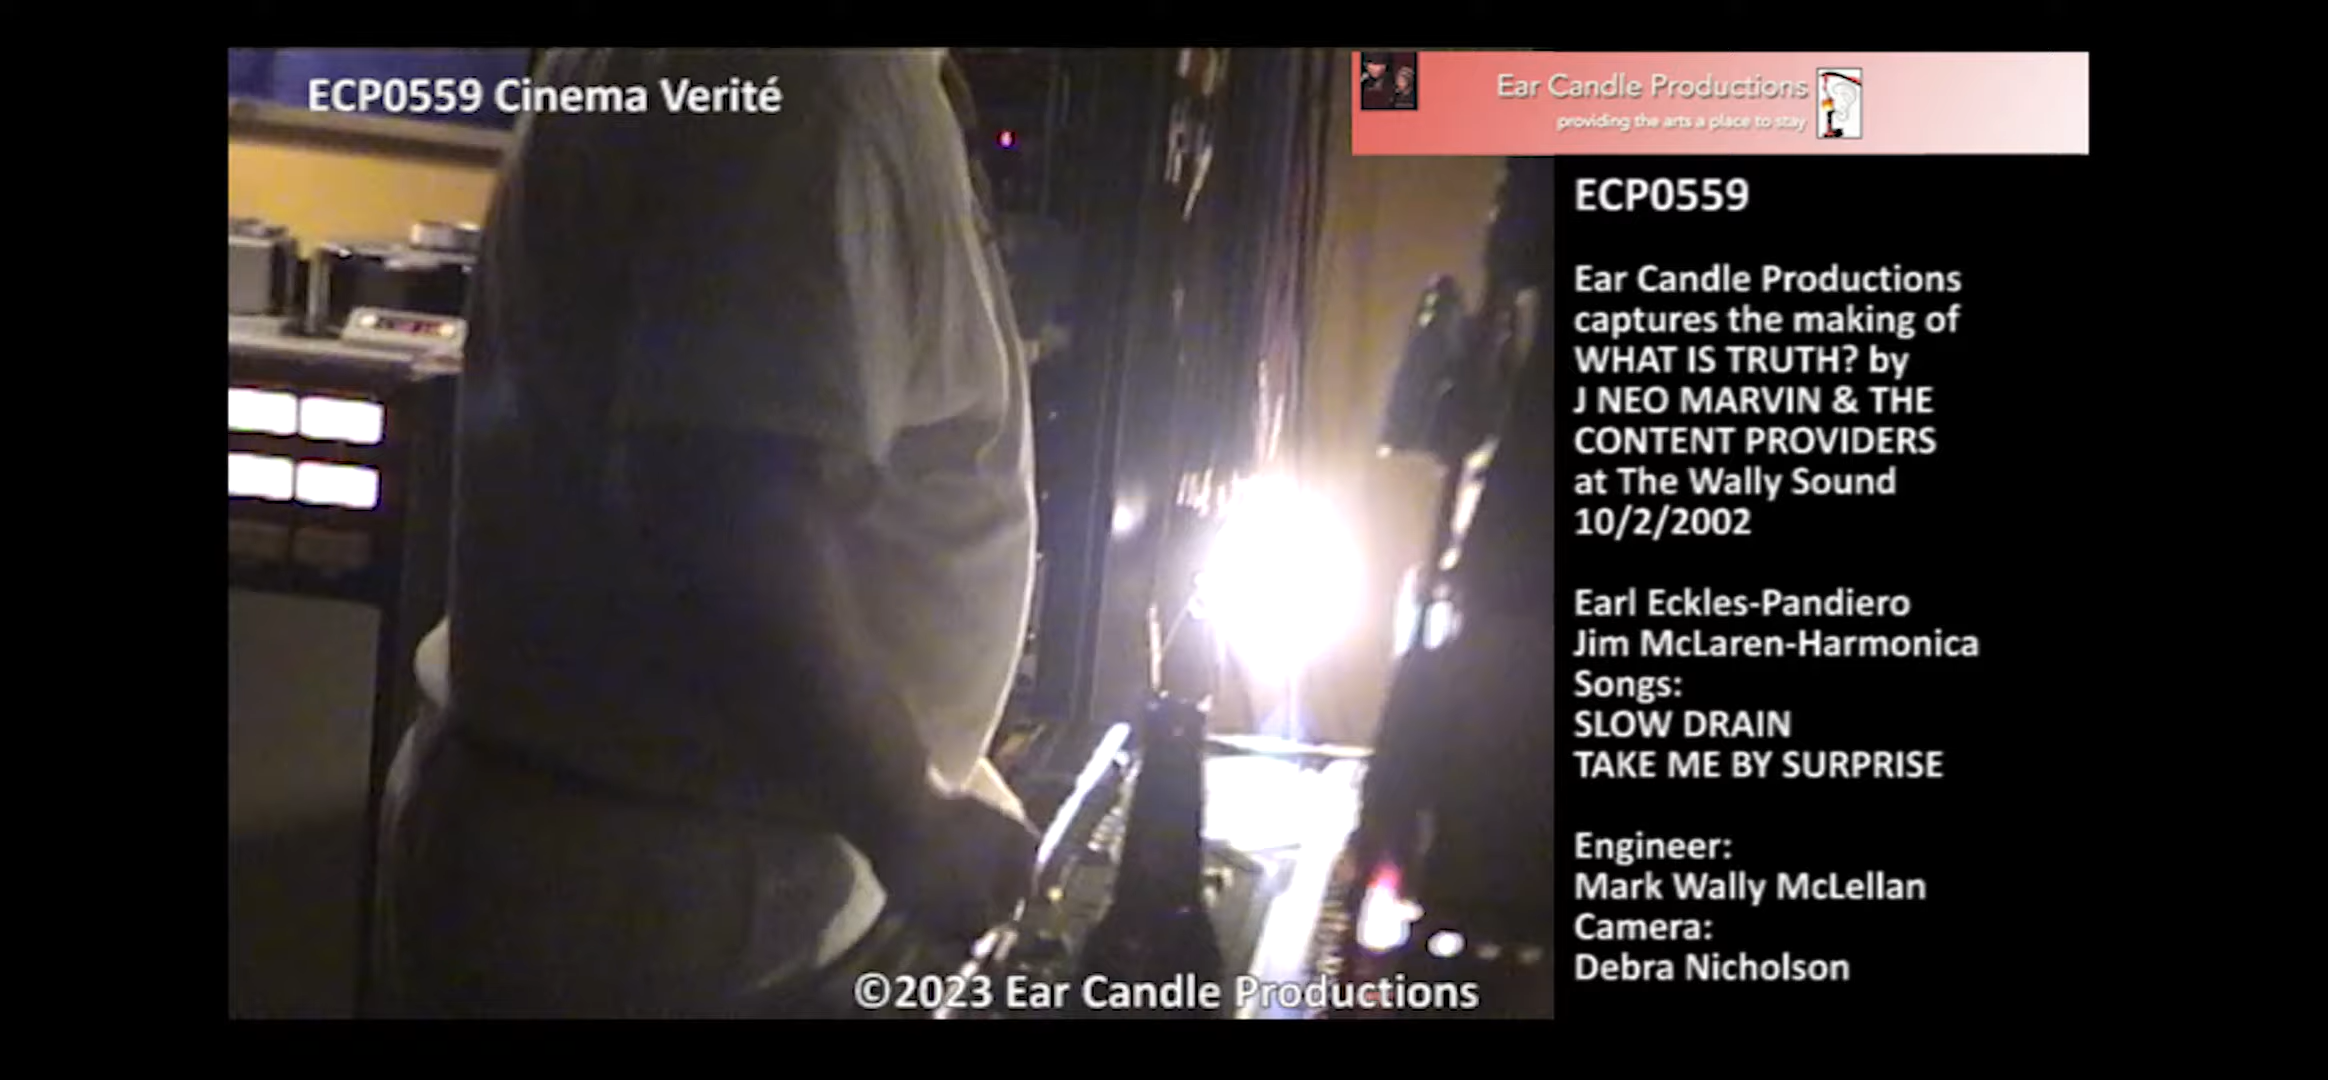 ECP0559 Cinema Verité
Ear Candle Productions
providing the arts a place to stay
ECP0559
Ear Candle Productions
captures the making of
WHAT IS TRUTH? by
J NEO MARVIN & THE
CONTENT PROVIDERS
at The Wally Sound
10/2/2002
Earl Eckles-Pandiero
Jim McLaren-Harmonica
Songs:
SLOW DRAIN
TAKE ME BY SURPRISE
Engineer:
Mark Wally McLellan
Camera:
Debra Nicholson
©2023 Ear Candle Productions